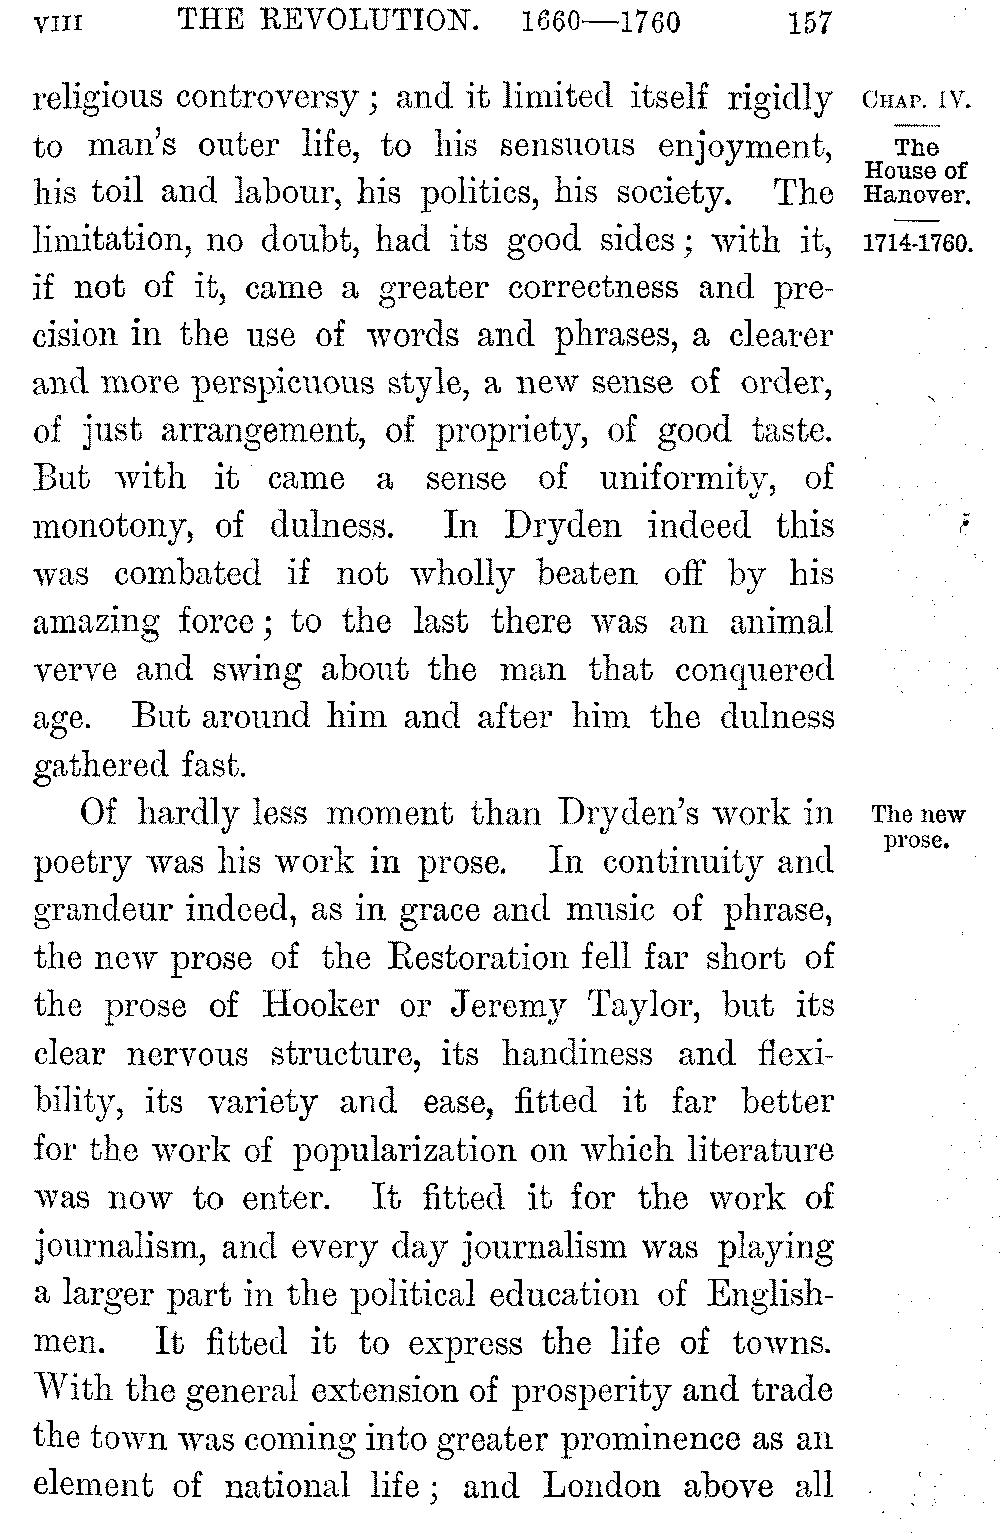 VIII THE REVOLUTION. 1660—1760 157
religious controversy; and it limited itself rigidly
to man's outer life, to his sensuous enjoyment,
his toil and labour, his politics, his society. The
limitation, no doubt, had its good sides; with it,
if not of it, came a greater correctness and pre-
cision in the use of words and phrases, a clearer
and more perspicuous style, a new sense of order,
of just arrangement, of propriety, of good taste.
But with it came a sense of uniformity, of
monotony, of dulness. In Dryden indeed this
was combated if not wholly beaten off by his
amazing force; to the last there was an animal
verve and swing about the man that conquered
age. But around him and after him the dulness
gathered fast.
Of hardly less moment than Dryden's work in
poetry was his work in prose. In continuity and
grandeur indeed, as in grace and music of phrase,
the new prose of the Restoration fell far short of
the prose of Hooker or Jeremy Taylor, but its
clear nervous structure, its handiness and flexi-
bility, its variety and ease, fitted it far better
for the work of popularization on which literature
was now to enter. It fitted it for the work of
journalism, and every day journalism was playing
a larger part in the political education of English-
men. It fitted it to express the life of towns.
With the general extension of prosperity and trade
the town was coming into greater prominence as an
element of national life; and London above all
CHAP. IV.
The
House of
Hanover.
1714-1760.
The new
prose.